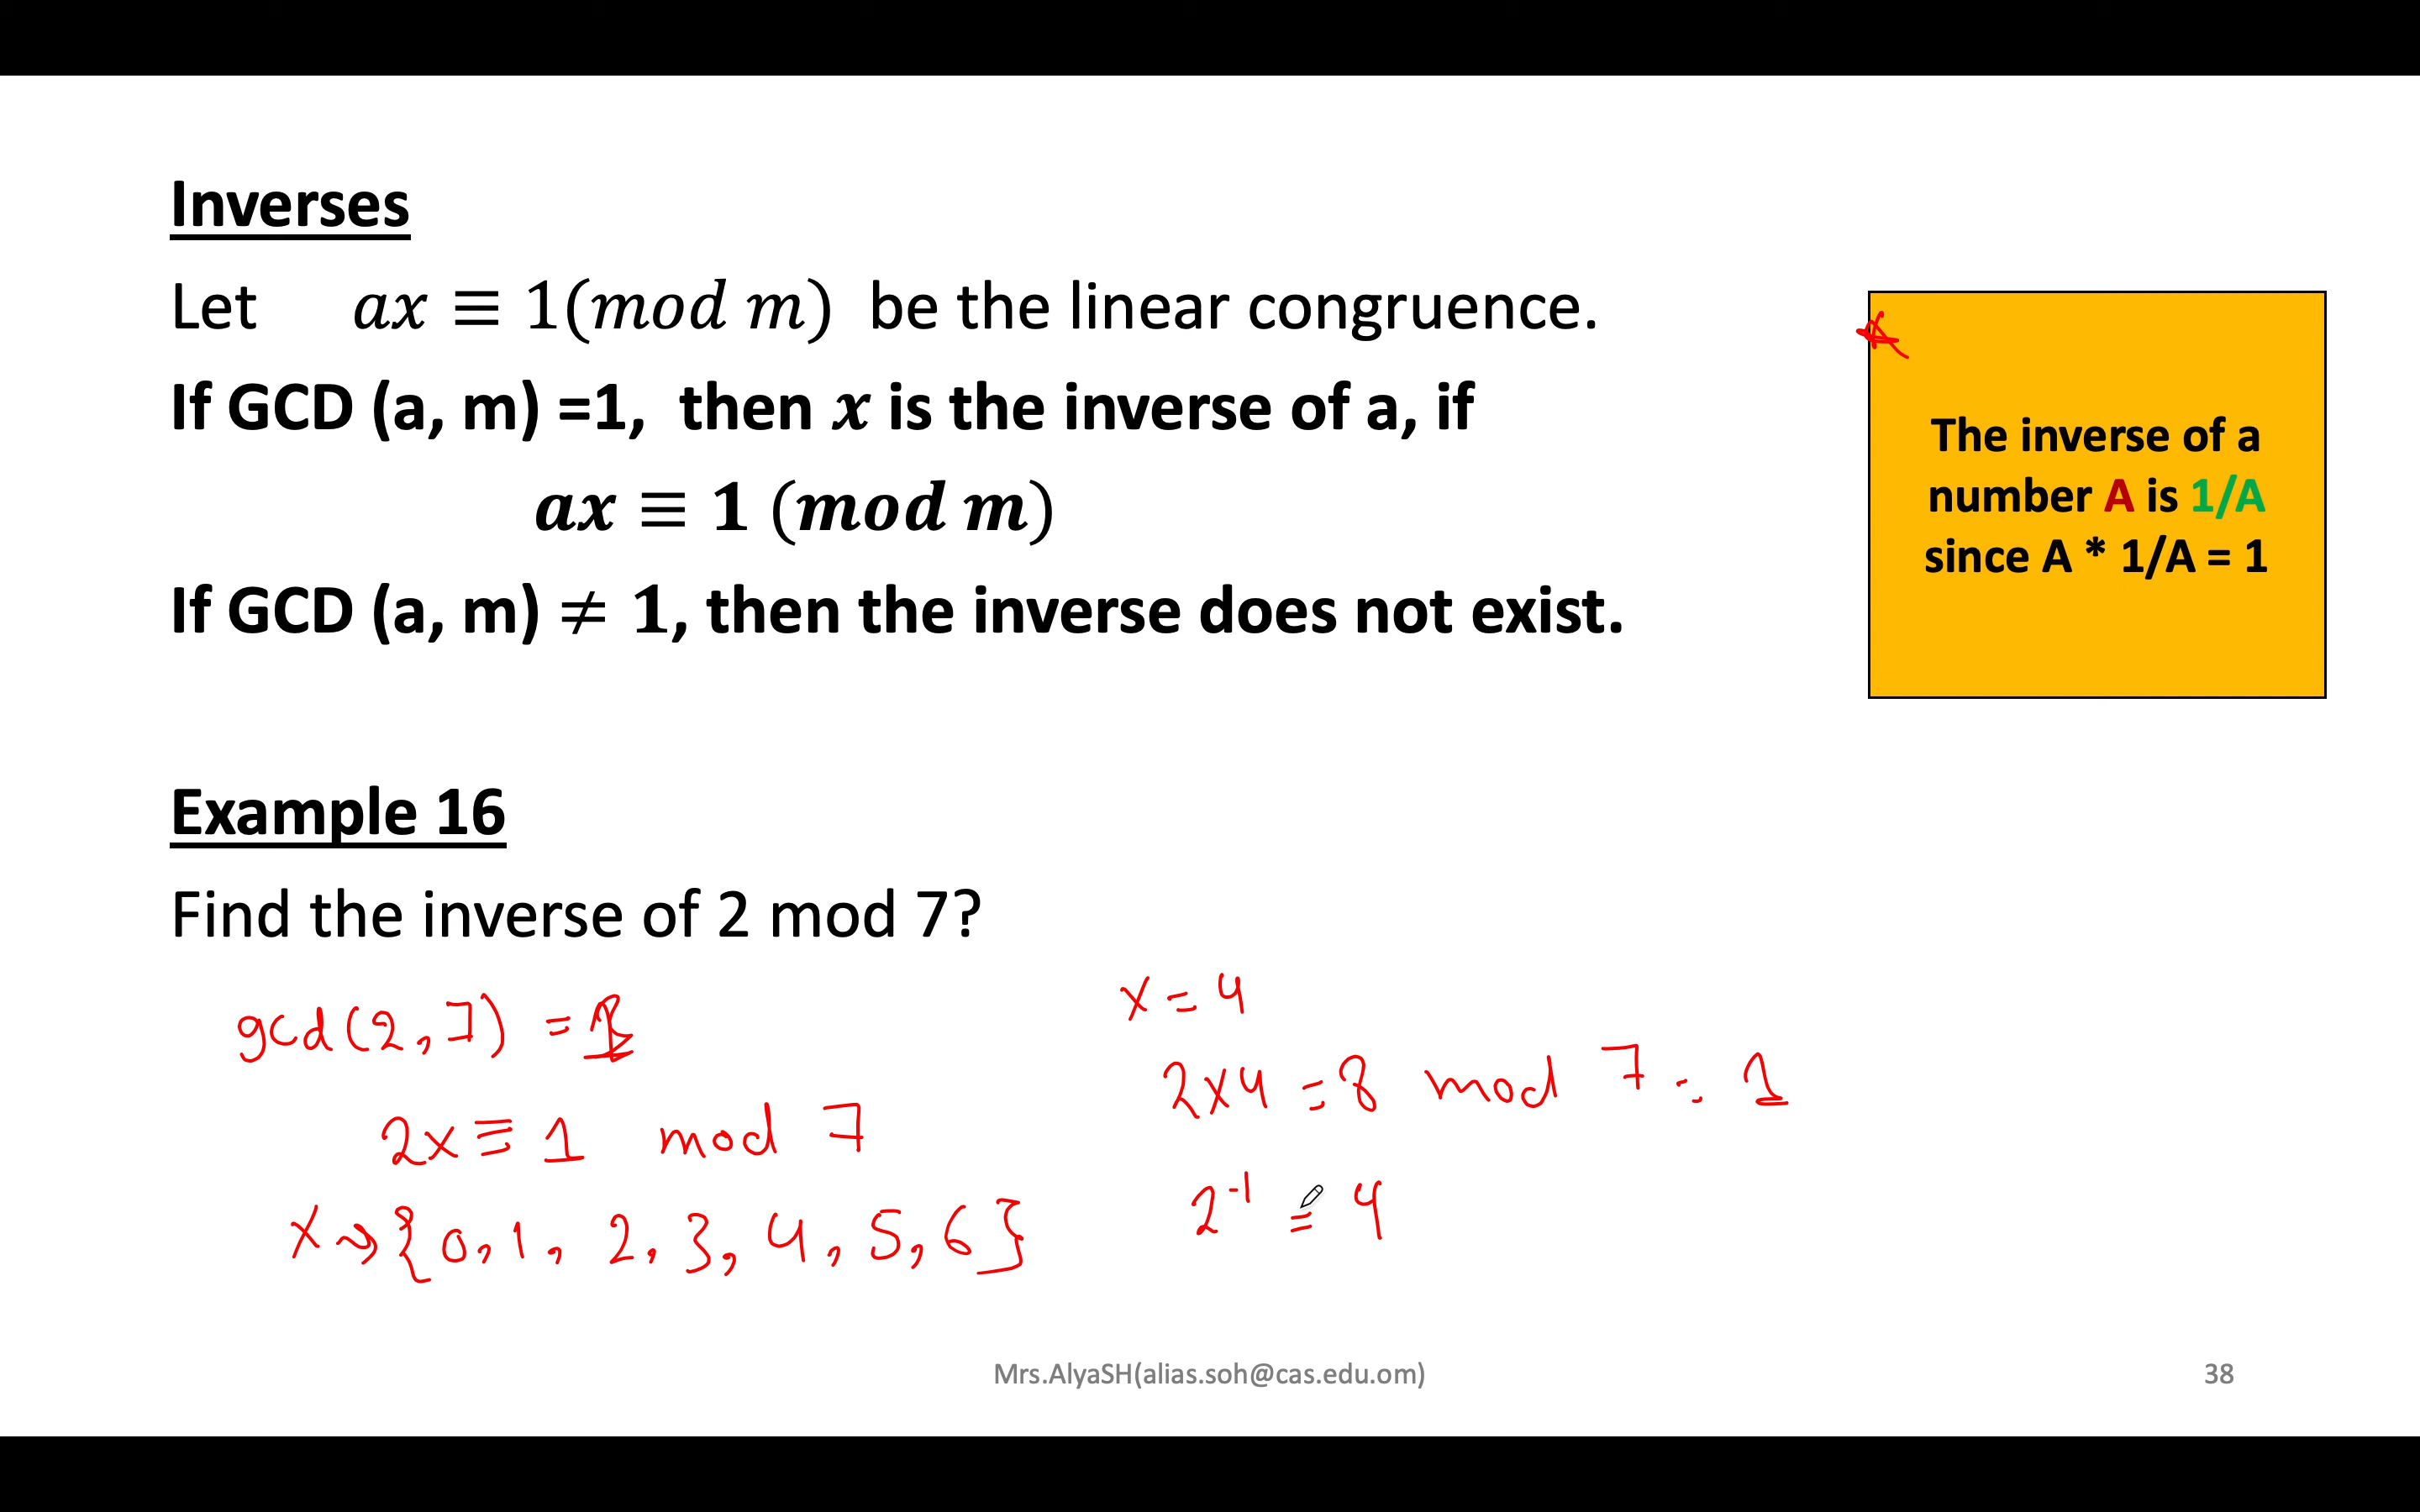 Inverses
Let ax ≡ 1(mod m) be the linear congruence.
If GCD (a, m) =1, then x is the inverse of a, if
ax ≡ 1 (mod m)
If GCD (a, m) ≠ 1, then the inverse does not exist.
The inverse of a
number A is 1/A
since A * 1/A = 1
Example 16
Find the inverse of 2 mod 7?
gcd(2,7) = 1
2x ≡ 1 mod 7
x → {0,1, 2, 3, 4, 5, 6}
x = 4
2x4 = 8 mod 7 = 1
2⁻¹ ≡ 4
Mrs.AlyaSH(alias.soh@cas.edu.om)
38